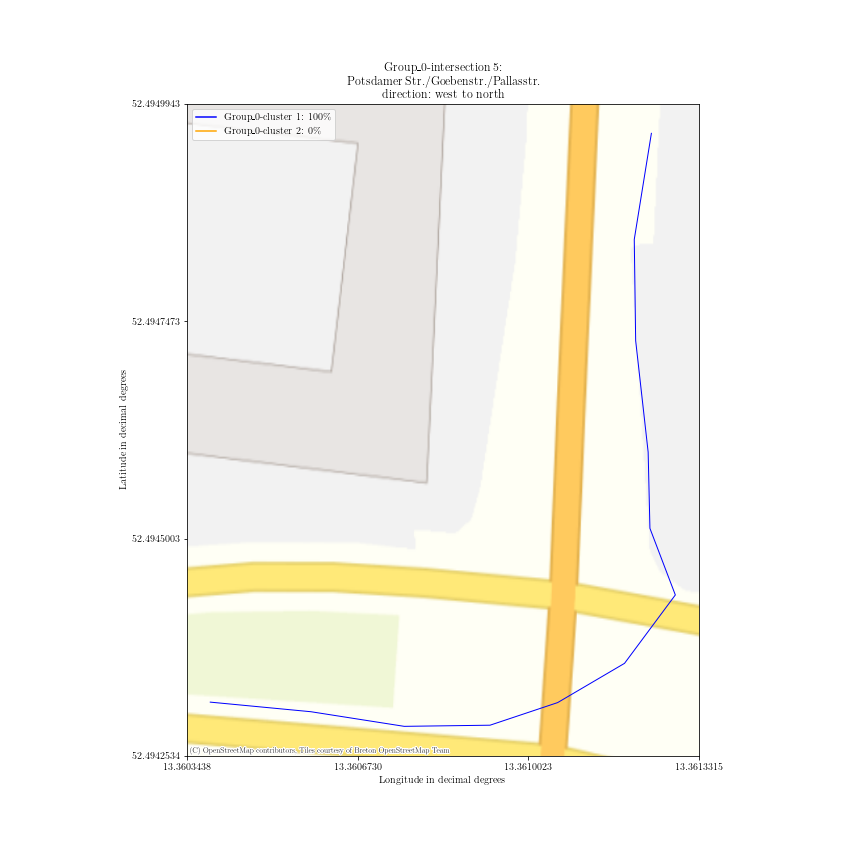 Group_0-intersection 5:
Potsdamer Str./Goebenstr./Pallasstr.
direction: west to north
Group_0-cluster 1: 100%
Group_0-cluster 2: 0%
52.4949943
52.4947473
52.4945003
52.4942534
Latitude in decimal degrees
(C) OpenStreetMap contributors, Tiles courtesy of Breton OpenStreetMap Team
13.3603438
13.3606730
13.3610023
13.3613315
Longitude in decimal degrees